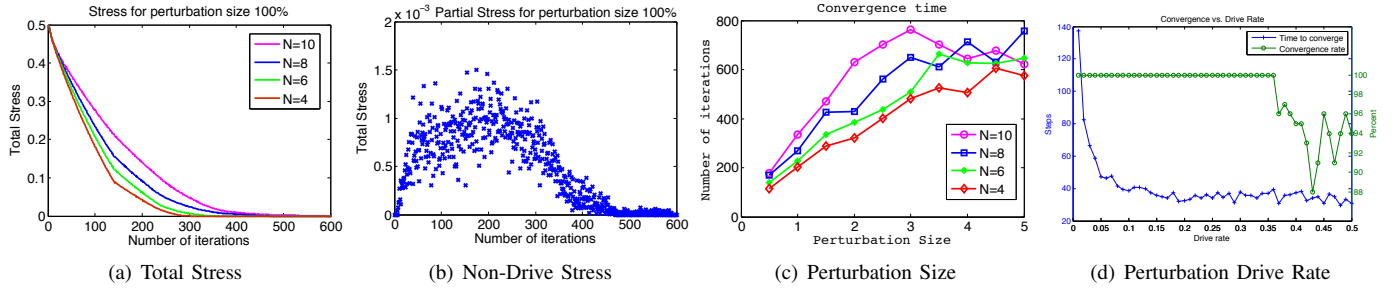 Stress for perturbation size 100%
0.5
0.4
0.3
0.2
0.1
0
Total Stress
N=10
N=8
N=6
N=4
0 100 200 300 400 500 600
Number of iterations
(a) Total Stress
Partial Stress for perturbation size 100%
x 10⁻³
2
1.5
1
0.5
0
Total Stress
0 100 200 300 400 500 600
Number of iterations
(b) Non-Drive Stress
Convergence time
800
600
400
200
0
Number of iterations
N=10
N=8
N=6
N=4
0 1 2 3 4 5
Perturbation Size
(c) Perturbation Size
Convergence vs. Drive Rate
Time to converge
Convergence rate
140
120
100
80
60
40
20
Steps
100
98
96
94
92
90
88
Percent
0 0.05 0.1 0.15 0.2 0.25 0.3 0.35 0.4 0.45 0.5
Drive rate
(d) Perturbation Drive Rate